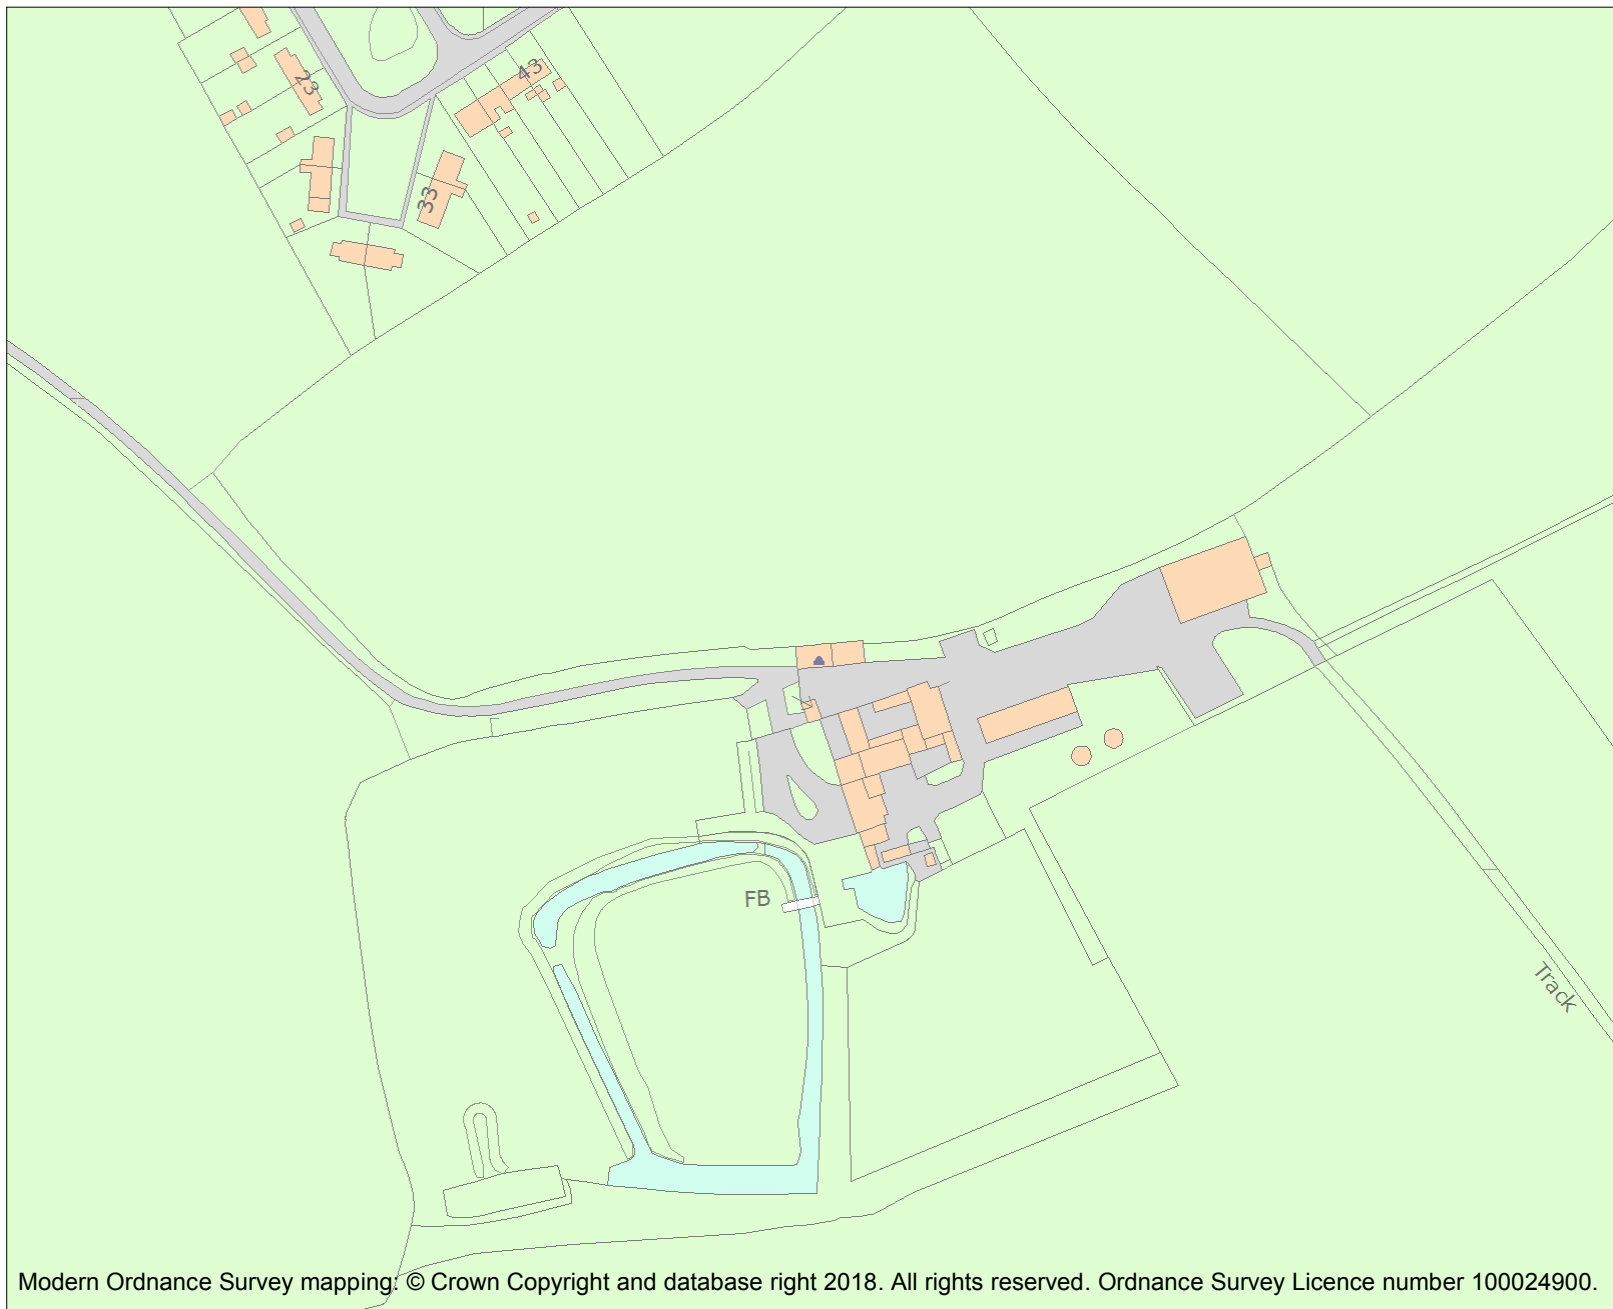 23
43
33
FB
Track
Modern Ordnance Survey mapping: © Crown Copyright and database right 2018. All rights reserved. Ordnance Survey Licence number 100024900.